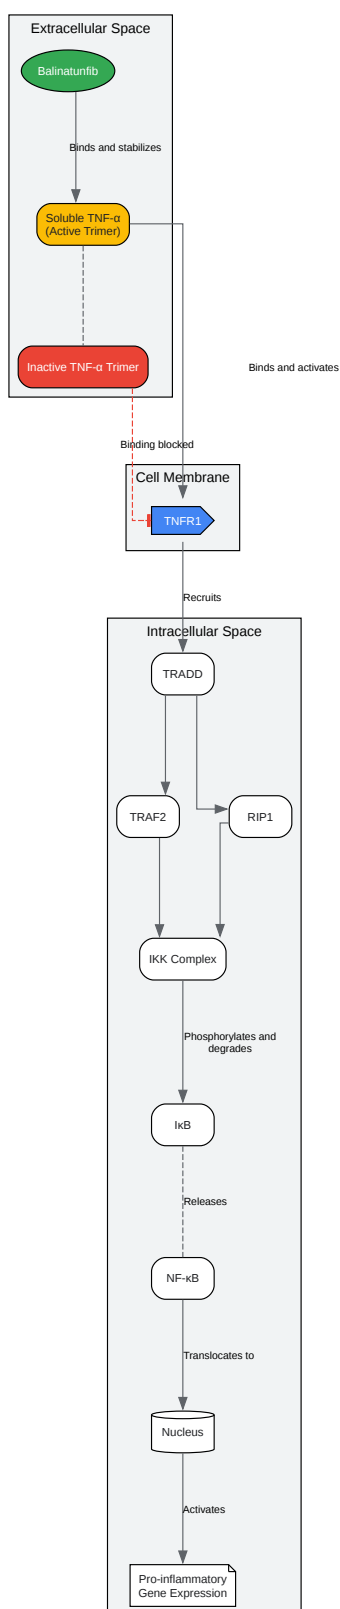 Extracellular Space
Balinatunfib
Binds and stabilizes
Soluble TNF-α
(Active Trimer)
Inactive TNF-α Trimer
Binds and activates
Binding blocked
Cell Membrane
TNFR1
Recruits
Intracellular Space
TRADD
TRAF2
RIP1
IKK Complex
Phosphorylates and
degrades
IκB
Releases
NF-κB
Translocates to
Nucleus
Activates
Pro-inflammatory
Gene Expression